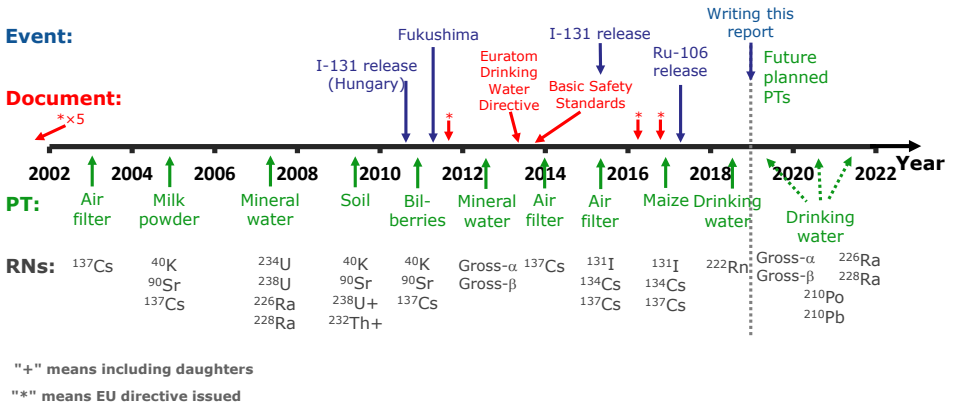 Event:
Document:
*×5
I-131 release
(Hungary)
Fukushima
*
Euratom
Drinking
Water
Directive
Basic Safety
Standards
I-131 release
*
*
Ru-106
release
Writing this
report
Future
planned
PTs
2002 2004 2006 2008 2010 2012 2014 2016 2018 2020 2022 Year
PT:
Air
filter
Milk
powder
Mineral
water
Soil
Bil-
berries
Mineral
water
Air
filter
Air
filter
Maize
Drinking
water
Drinking
water
RNs:
¹³⁷Cs
⁴⁰K
⁹⁰Sr
¹³⁷Cs
²³⁴U
²³⁸U
²²⁶Ra
²²⁸Ra
⁴⁰K
⁹⁰Sr
²³⁸U+
²³²Th+
⁴⁰K
⁹⁰Sr
¹³⁷Cs
Gross-α
Gross-β
¹³⁷Cs
¹³¹I
¹³⁴Cs
¹³⁷Cs
¹³¹I
¹³⁴Cs
¹³⁷Cs
²²²Rn
Gross-α
Gross-β
²¹⁰Po
²¹⁰Pb
²²⁶Ra
²²⁸Ra
"+" means including daughters
"*" means EU directive issued